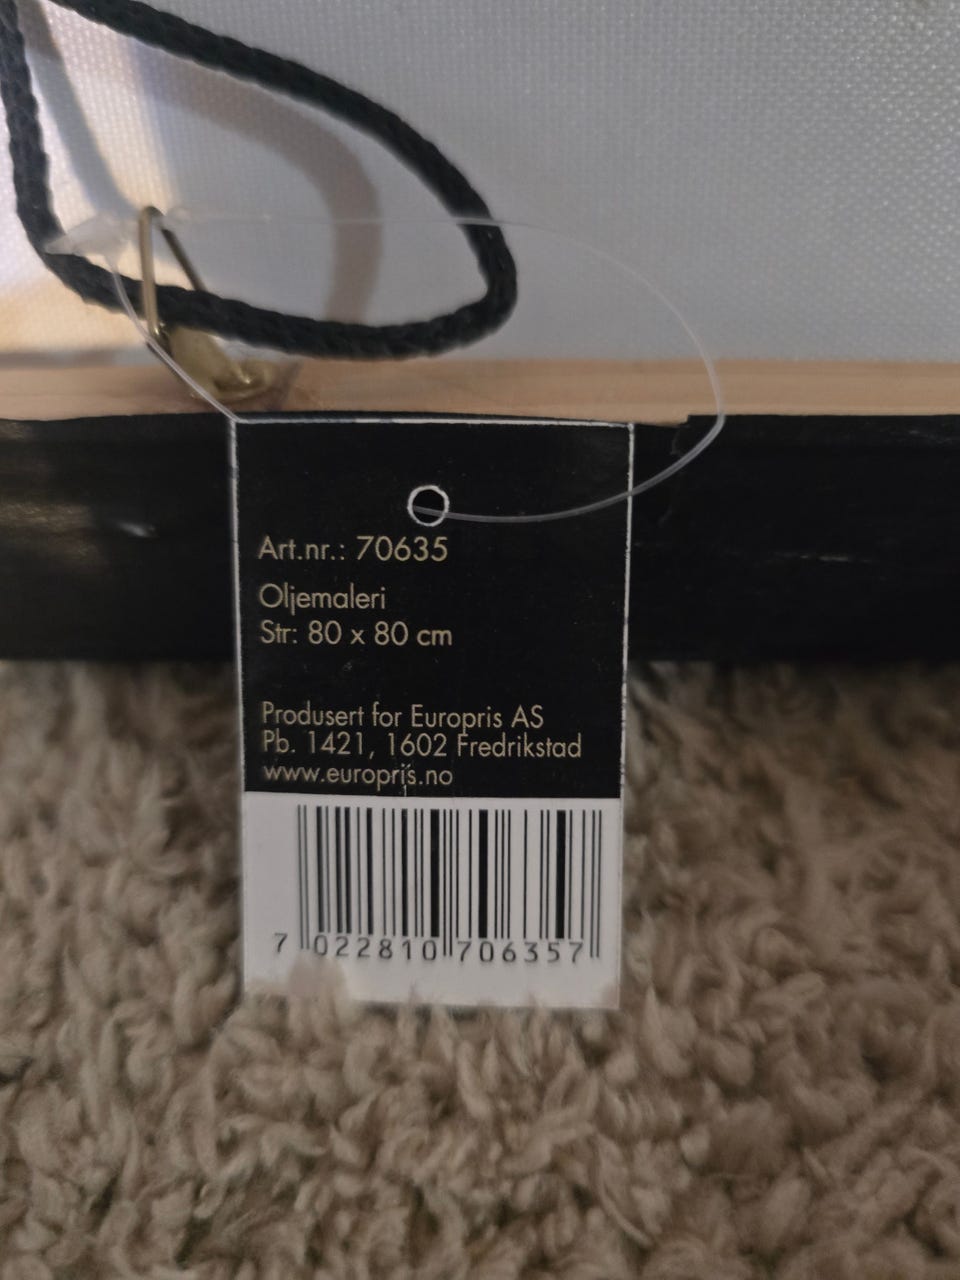 Art.nr.: 70635
Oljemaleri
Str: 80 x 80 cm
Produsert for Europris AS
Pb. 1421, 1602 Fredrikstad
www.europris.no
7 022810 706357